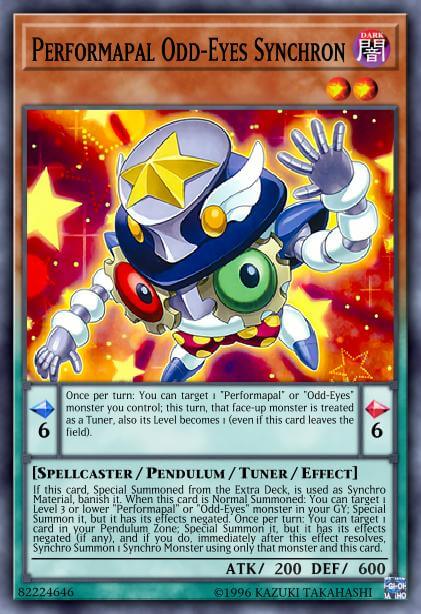 PERFORMAPAL ODD-EYES SYNCHRON
DARK
闇
Once per turn: You can target 1 "Performapal" or "Odd-Eyes"
monster you control; this turn, that face-up monster is treated
as a Tuner, also its Level becomes 1 (even if this card leaves the
field).
6
6
[SPELLCASTER / PENDULUM / TUNER / EFFECT]
If this card, Special Summoned from the Extra Deck, is used as Synchro
Material, banish it. When this card is Normal Summoned: You can target 1
Level 3 or lower "Performapal" or "Odd-Eyes" monster in your GY; Special
Summon it, but it has its effects negated. Once per turn: You can target 1
card in your Pendulum Zone; Special Summon it, but it has its effects
negated (if any), and if you do, immediately after this effect resolves,
Synchro Summon 1 Synchro Monster using only that monster and this card.
ATK/ 200 DEF/ 600
82224646
©1996 KAZUKI TAKAHASHI